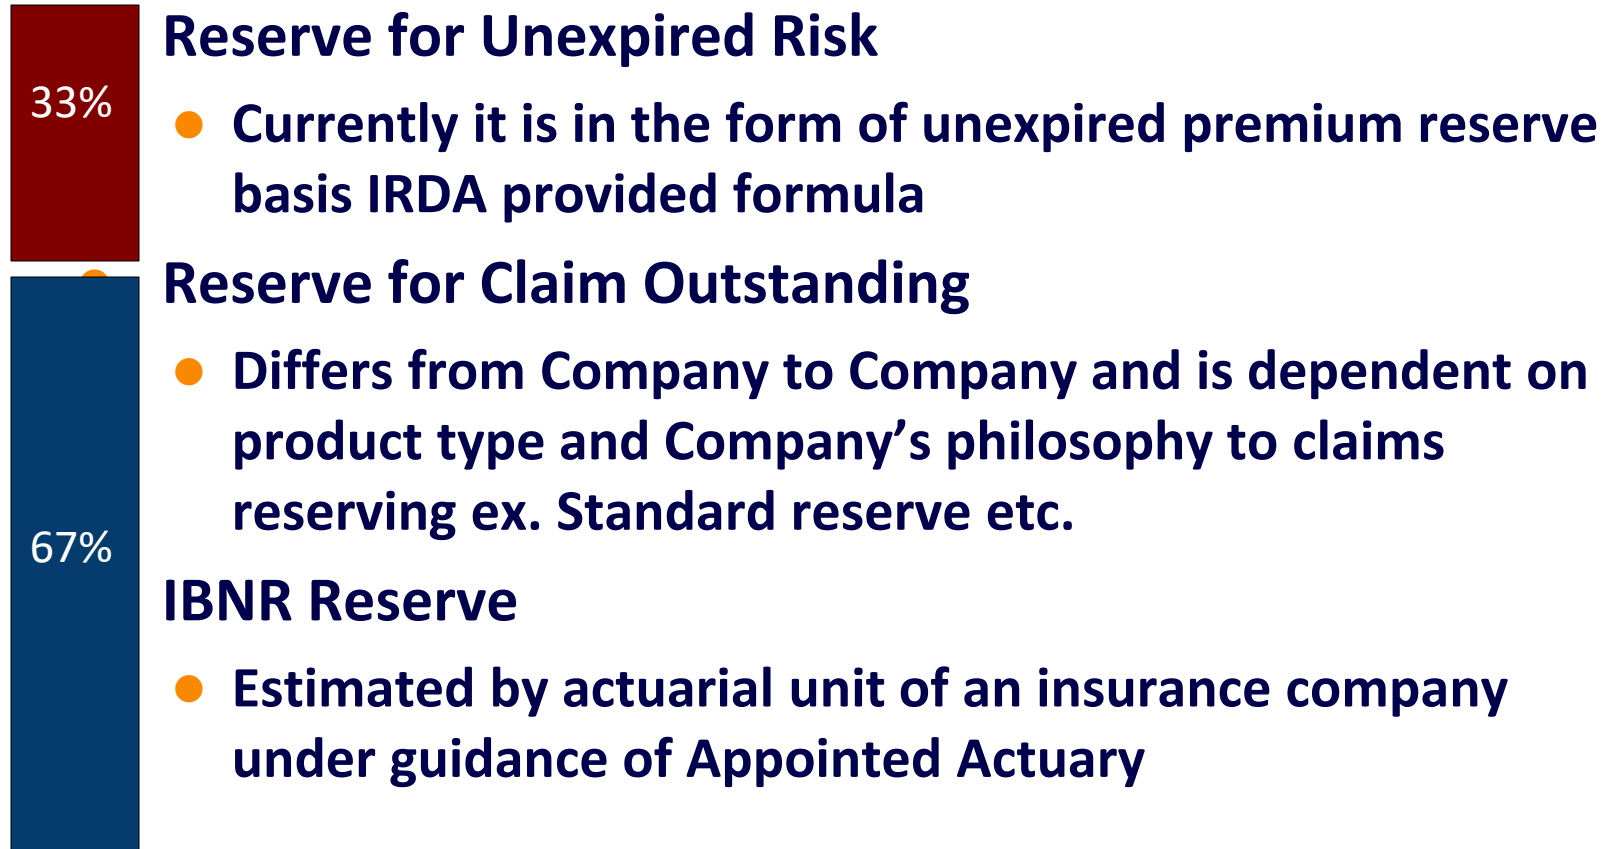 33%
Reserve for Unexpired Risk
● Currently it is in the form of unexpired premium reserve
basis IRDA provided formula
Reserve for Claim Outstanding
● Differs from Company to Company and is dependent on
product type and Company’s philosophy to claims
reserving ex. Standard reserve etc.
67%
IBNR Reserve
● Estimated by actuarial unit of an insurance company
under guidance of Appointed Actuary